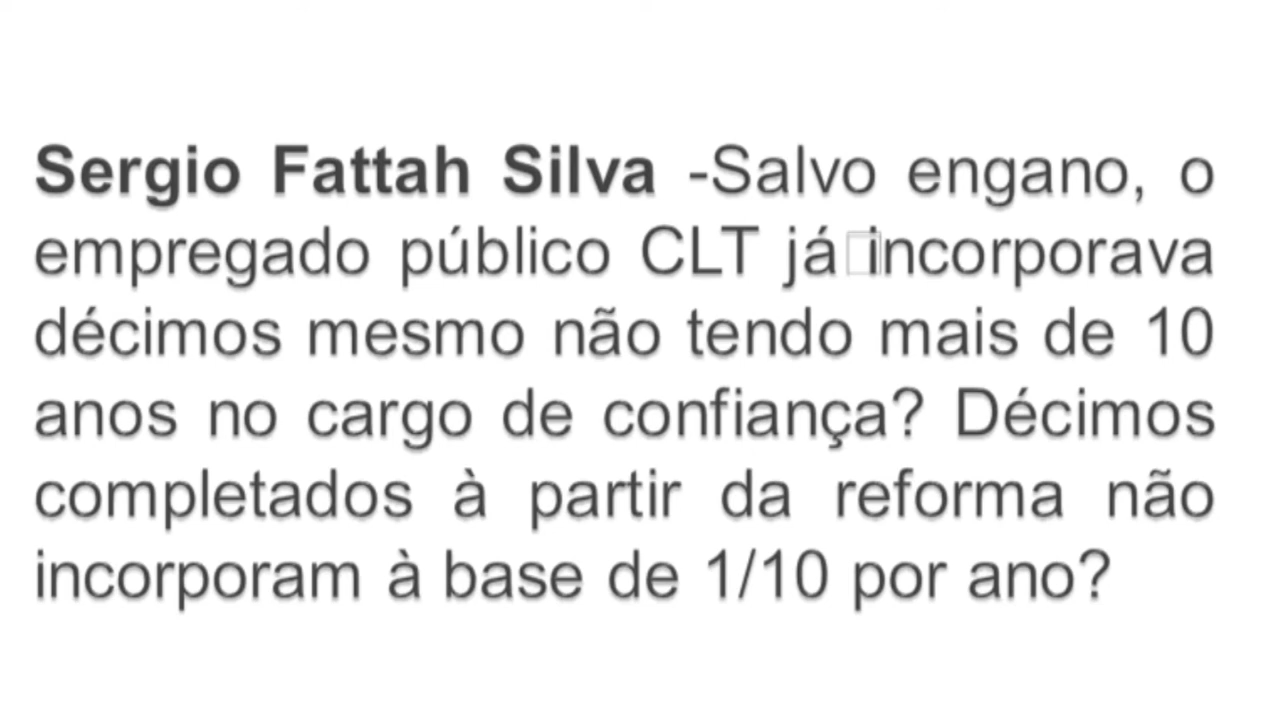 Sergio Fattah Silva -Salvo engano, o
empregado público CLT já incorporava
décimos mesmo não tendo mais de 10
anos no cargo de confiança? Décimos
completados à partir da reforma não
incorporam à base de 1/10 por ano?